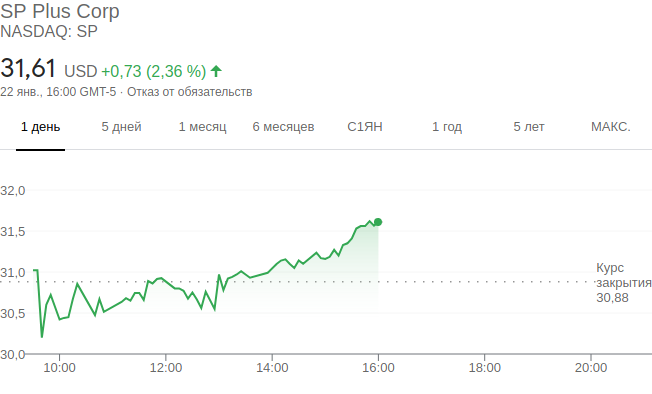 SP Plus Corp
NASDAQ: SP
31,61 USD +0,73 (2,36 %)
22 янв., 16:00 GMT-5 · Отказ от обязательств
1 день 5 дней 1 месяц 6 месяцев С1ЯН 1 год 5 лет МАКС.
32,0
31,5
31,0
30,5
30,0
Курс
закрытия
30,88
10:00 12:00 14:00 16:00 18:00 20:00